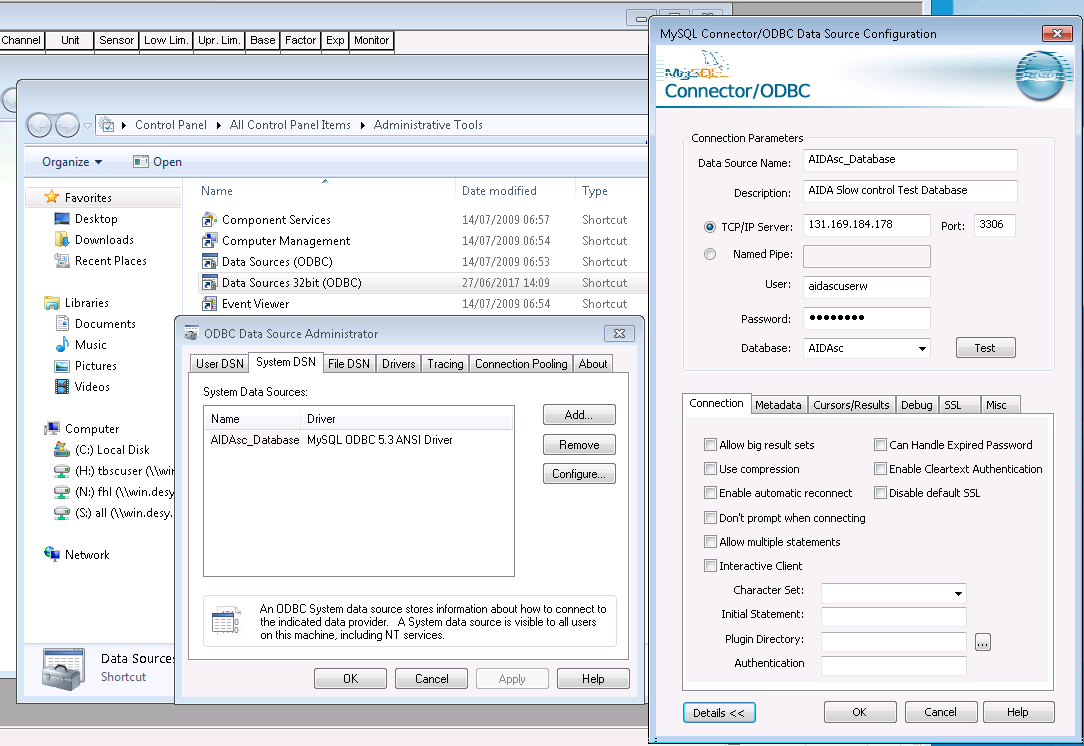 Channel Unit Sensor Low Lim. Upr. Lim. Base Factor Exp Monitor
Control Panel All Control Panel Items Administrative Tools
Organize Open
Favorites
Desktop
Downloads
Recent Places
Libraries
Documents
Music
Pictures
Videos
Computer
(C:) Local Disk
(H:) tbscuser (\\win
(N:) fhl (\\win.desy
(S:) all (\\win.desy.
Network
Name Date modified Type
Component Services 14/07/2009 06:57 Shortcut
Computer Management 14/07/2009 06:54 Shortcut
Data Sources (ODBC) 14/07/2009 06:53 Shortcut
Data Sources 32bit (ODBC) 27/06/2017 14:09 Shortcut
Event Viewer 14/07/2009 06:54 Shortcut
Data Sources
Shortcut
ODBC Data Source Administrator
User DSN System DSN File DSN Drivers Tracing Connection Pooling About
System Data Sources:
Name Driver
AIDAsc_Database MySQL ODBC 5.3 ANSI Driver
Add...
Remove
Configure...
An ODBC System data source stores information about how to connect to
the indicated data provider. A System data source is visible to all users
on this machine, including NT services.
OK Cancel Apply Help
MySQL Connector/ODBC Data Source Configuration
MySQL
Connector/ODBC
Connection Parameters
Data Source Name: AIDAsc_Database
Description: AIDA Slow control Test Database
TCP/IP Server: 131.169.184.178 Port: 3306
Named Pipe:
User: aidascuserw
Password: ••••••••
Database: AIDAsc Test
Connection Metadata Cursors/Results Debug SSL Misc
Allow big result sets Can Handle Expired Password
Use compression Enable Cleartext Authentication
Enable automatic reconnect Disable default SSL
Don't prompt when connecting
Allow multiple statements
Interactive Client
Character Set:
Initial Statement:
Plugin Directory: ...
Authentication
Details << OK Cancel Help